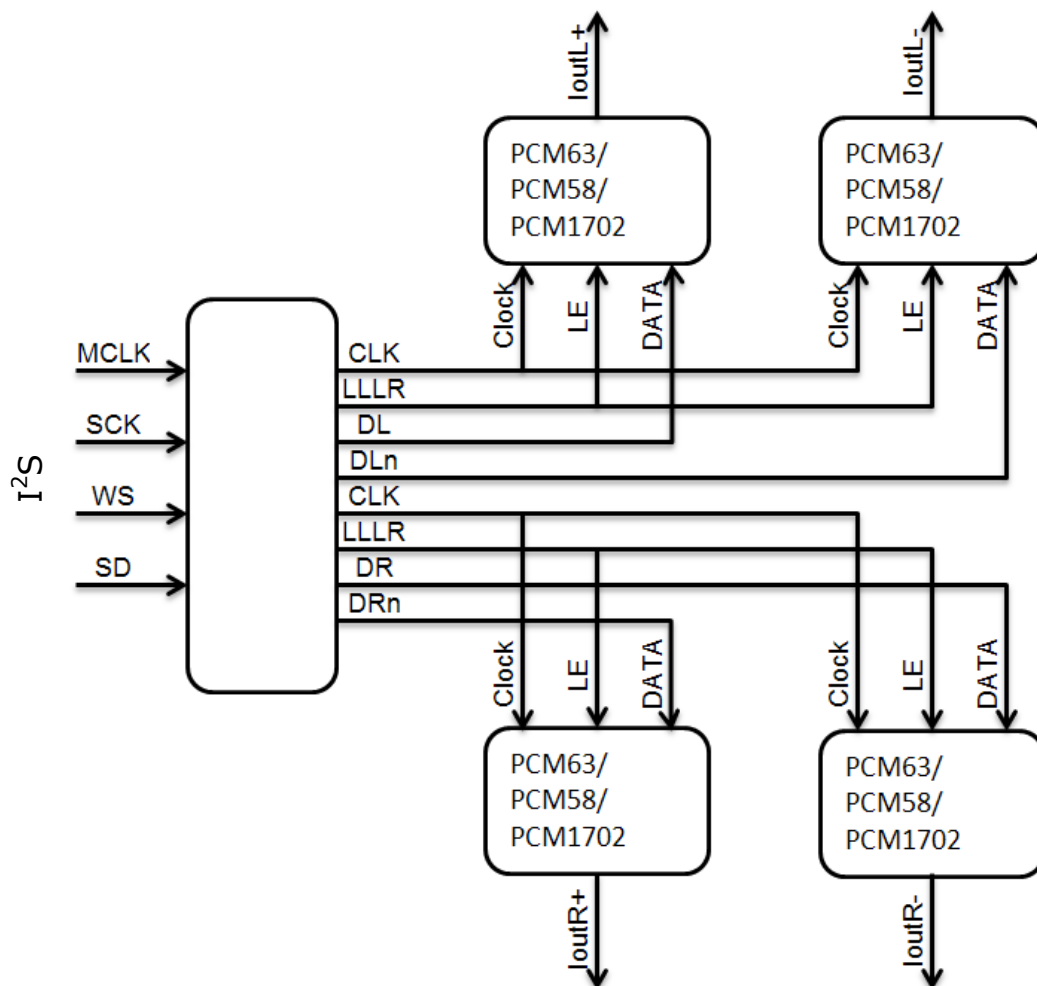 IoutL+
IoutL-
PCM63/
PCM58/
PCM1702
PCM63/
PCM58/
PCM1702
Clock
LE
DATA
Clock
LE
DATA
I²S
MCLK
SCK
WS
SD
CLK
LLLR
DL
DLn
CLK
LLLR
DR
DRn
Clock
LE
DATA
Clock
LE
DATA
PCM63/
PCM58/
PCM1702
PCM63/
PCM58/
PCM1702
IoutR+
IoutR-